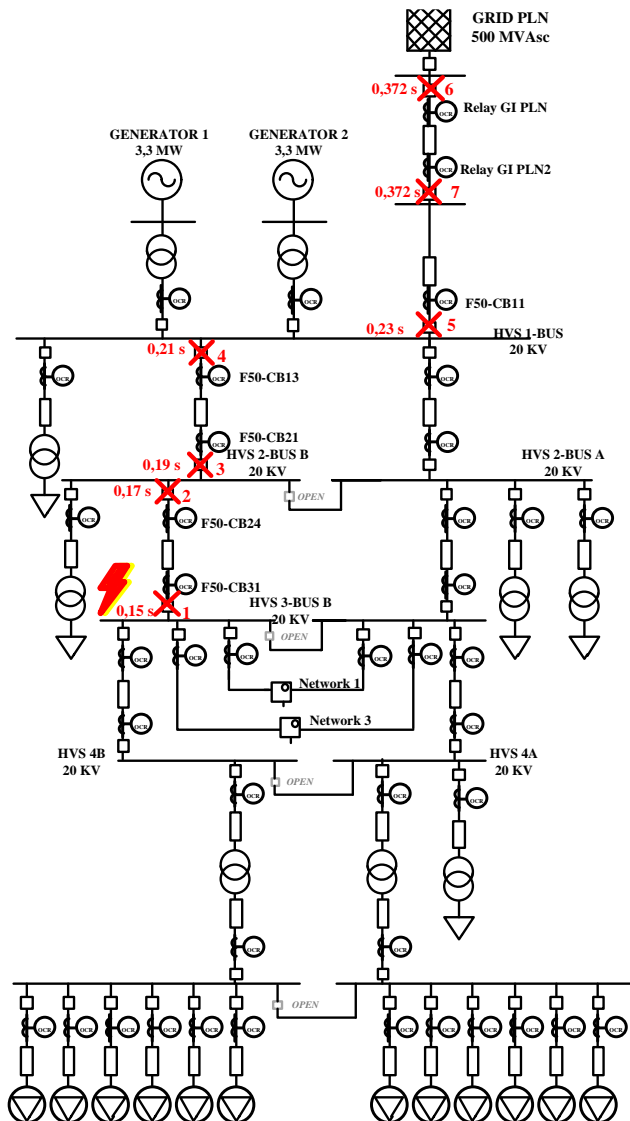 GRID PLN
500 MVAsc
0,372 s
6
OCR
Relay GI PLN
GENERATOR 1
3,3 MW
GENERATOR 2
3,3 MW
OCR
Relay GI PLN2
0,372 s
7
OCR
OCR
OCR
F50-CB11
0,23 s
5
HVS 1-BUS
20 KV
0,21 s
4
OCR
OCR
F50-CB13
OCR
OCR
F50-CB21
OCR
0,19 s
3
HVS 2-BUS B
20 KV
HVS 2-BUS A
20 KV
0,17 s
2
OPEN
OCR
OCR
F50-CB24
OCR
OCR
OCR
OCR
F50-CB31
OCR
0,15 s
1
HVS 3-BUS B
20 KV
OPEN
OCR
OCR
OCR
OCR
OCR
OCR
Network 1
OCR
Network 3
OCR
HVS 4B
20 KV
HVS 4A
20 KV
OPEN
OCR
OCR
OCR
OCR
OCR
OPEN
OCR
OCR
OCR
OCR
OCR
OCR
OCR
OCR
OCR
OCR
OCR
OCR